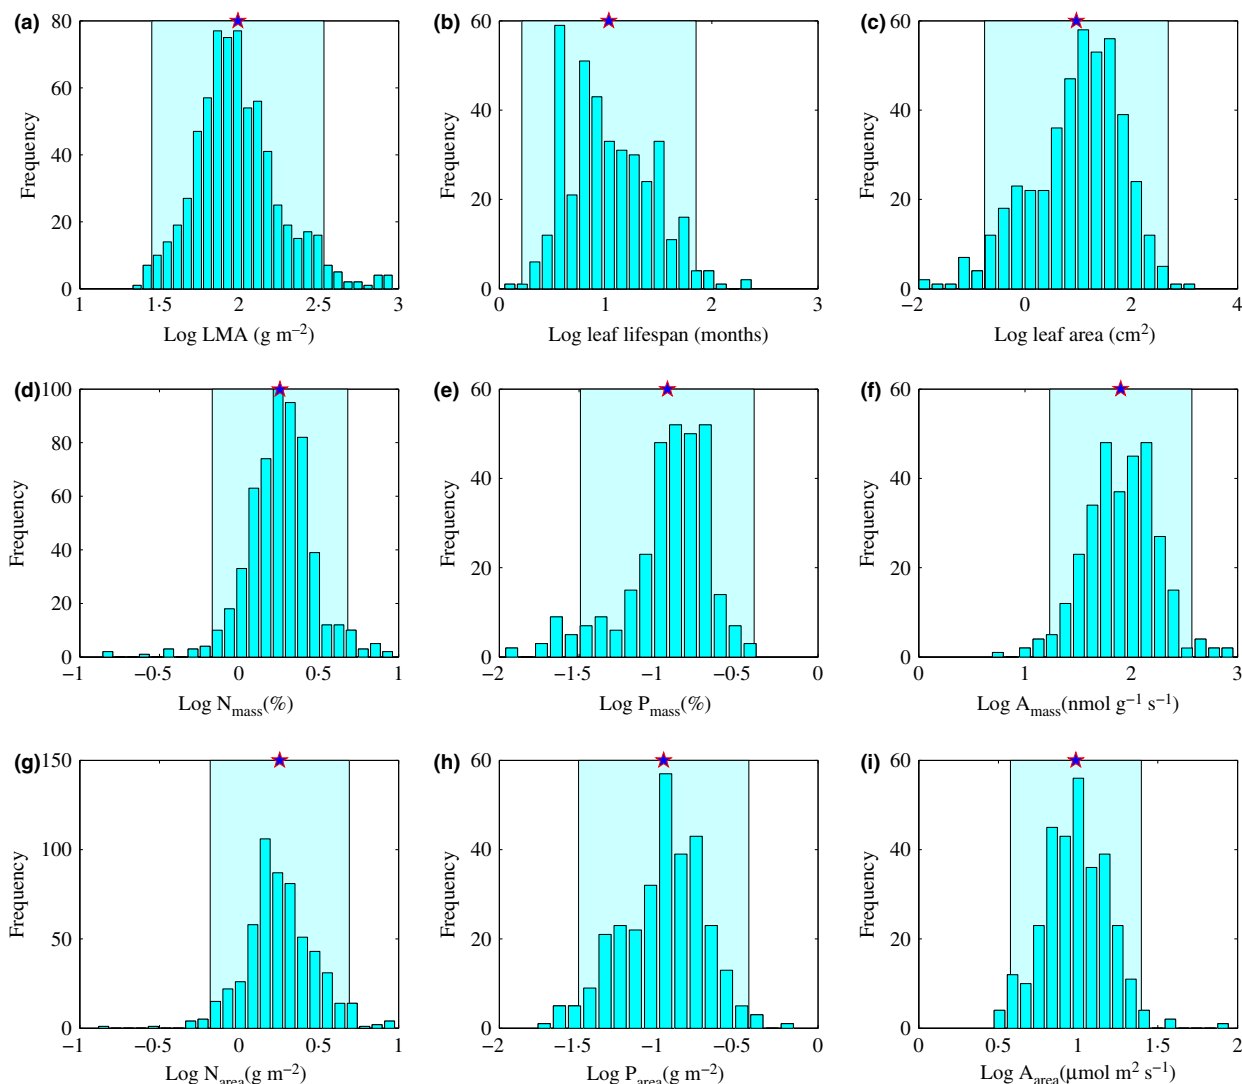 (a) (b) (c)
80 60 60
60 40 40
40 20 20
20 0 0
0
Frequency Frequency Frequency
1 1·5 2 2·5 3 0 1 2 3 −2 0 2 4
Log LMA (g m⁻²) Log leaf lifespan (months) Log leaf area (cm²)
(d) (e) (f)
100 60 60
80 40 40
60 20 20
40 0 0
20
0
Frequency Frequency Frequency
−1 −0·5 0 0·5 1 −2 −1·5 −1 −0·5 0 0 1 2 3
Log N_mass(%) Log P_mass(%) Log A_mass(nmol g⁻¹ s⁻¹)
(g) (h) (i)
150 60 60
100 40 40
50 20 20
0 0 0
Frequency Frequency Frequency
−1 −0·5 0 0·5 1 −2 −1·5 −1 −0·5 0 0 0·5 1 1·5 2
Log N_area(g m⁻²) Log P_area(g m⁻²) Log A_area(μmol m² s⁻¹)